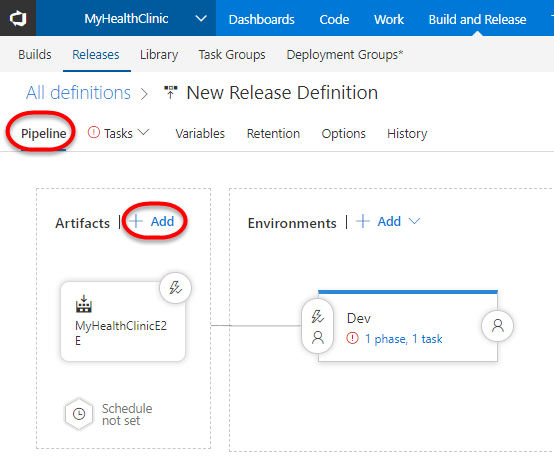 MyHealthClinic Dashboards Code Work Build and Release
Builds Releases Library Task Groups Deployment Groups*
All definitions > New Release Definition
Pipeline Tasks Variables Retention Options History
Artifacts | + Add Environments | + Add
MyHealthClinicE2
E
Dev
1 phase, 1 task
Schedule
not set